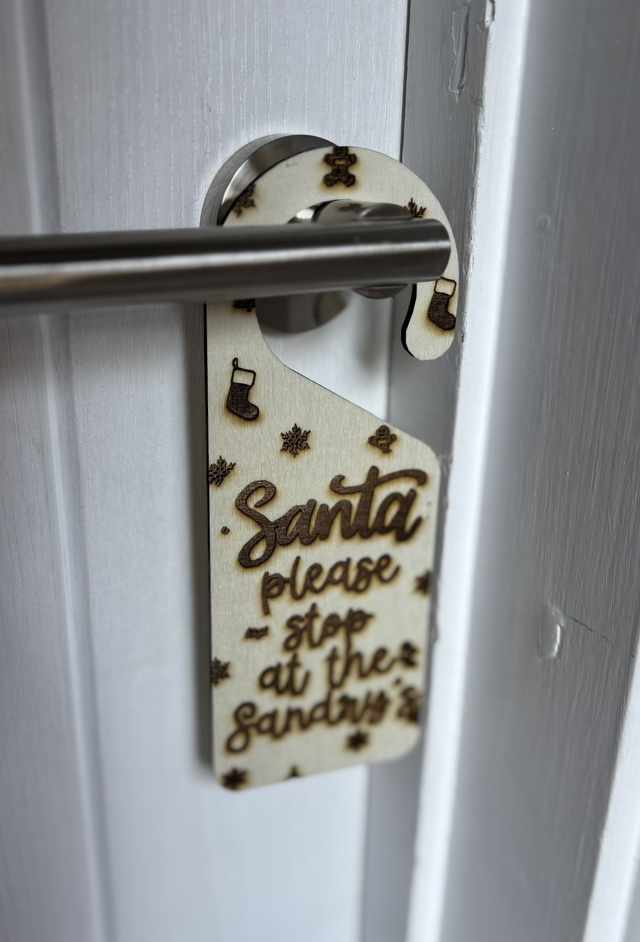 Santa
please
stop
at the
Sandry's